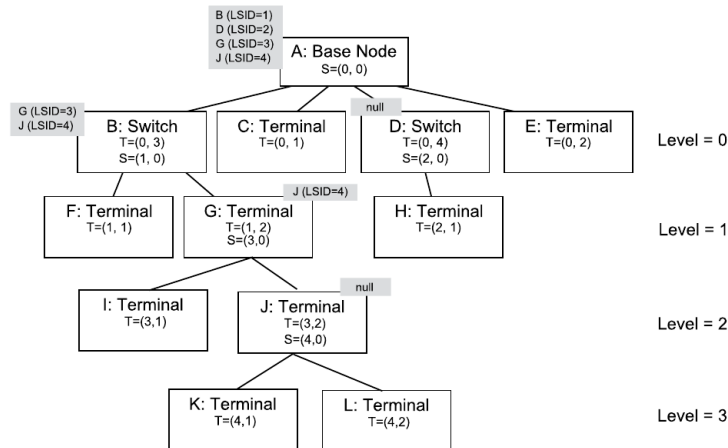 B (LSID=1)
D (LSID=2)
G (LSID=3)
J (LSID=4)
A: Base Node
S=(0, 0)
G (LSID=3)
J (LSID=4)
B: Switch
T=(0, 3)
S=(1, 0)
C: Terminal
T=(0, 1)
null
D: Switch
T=(0, 4)
S=(2, 0)
E: Terminal
T=(0, 2)
Level = 0
F: Terminal
T=(1, 1)
J (LSID=4)
G: Terminal
T=(1, 2)
S=(3,0)
H: Terminal
T=(2, 1)
Level = 1
I: Terminal
T=(3,1)
null
J: Terminal
T=(3,2)
S=(4,0)
Level = 2
K: Terminal
T=(4,1)
L: Terminal
T=(4,2)
Level = 3